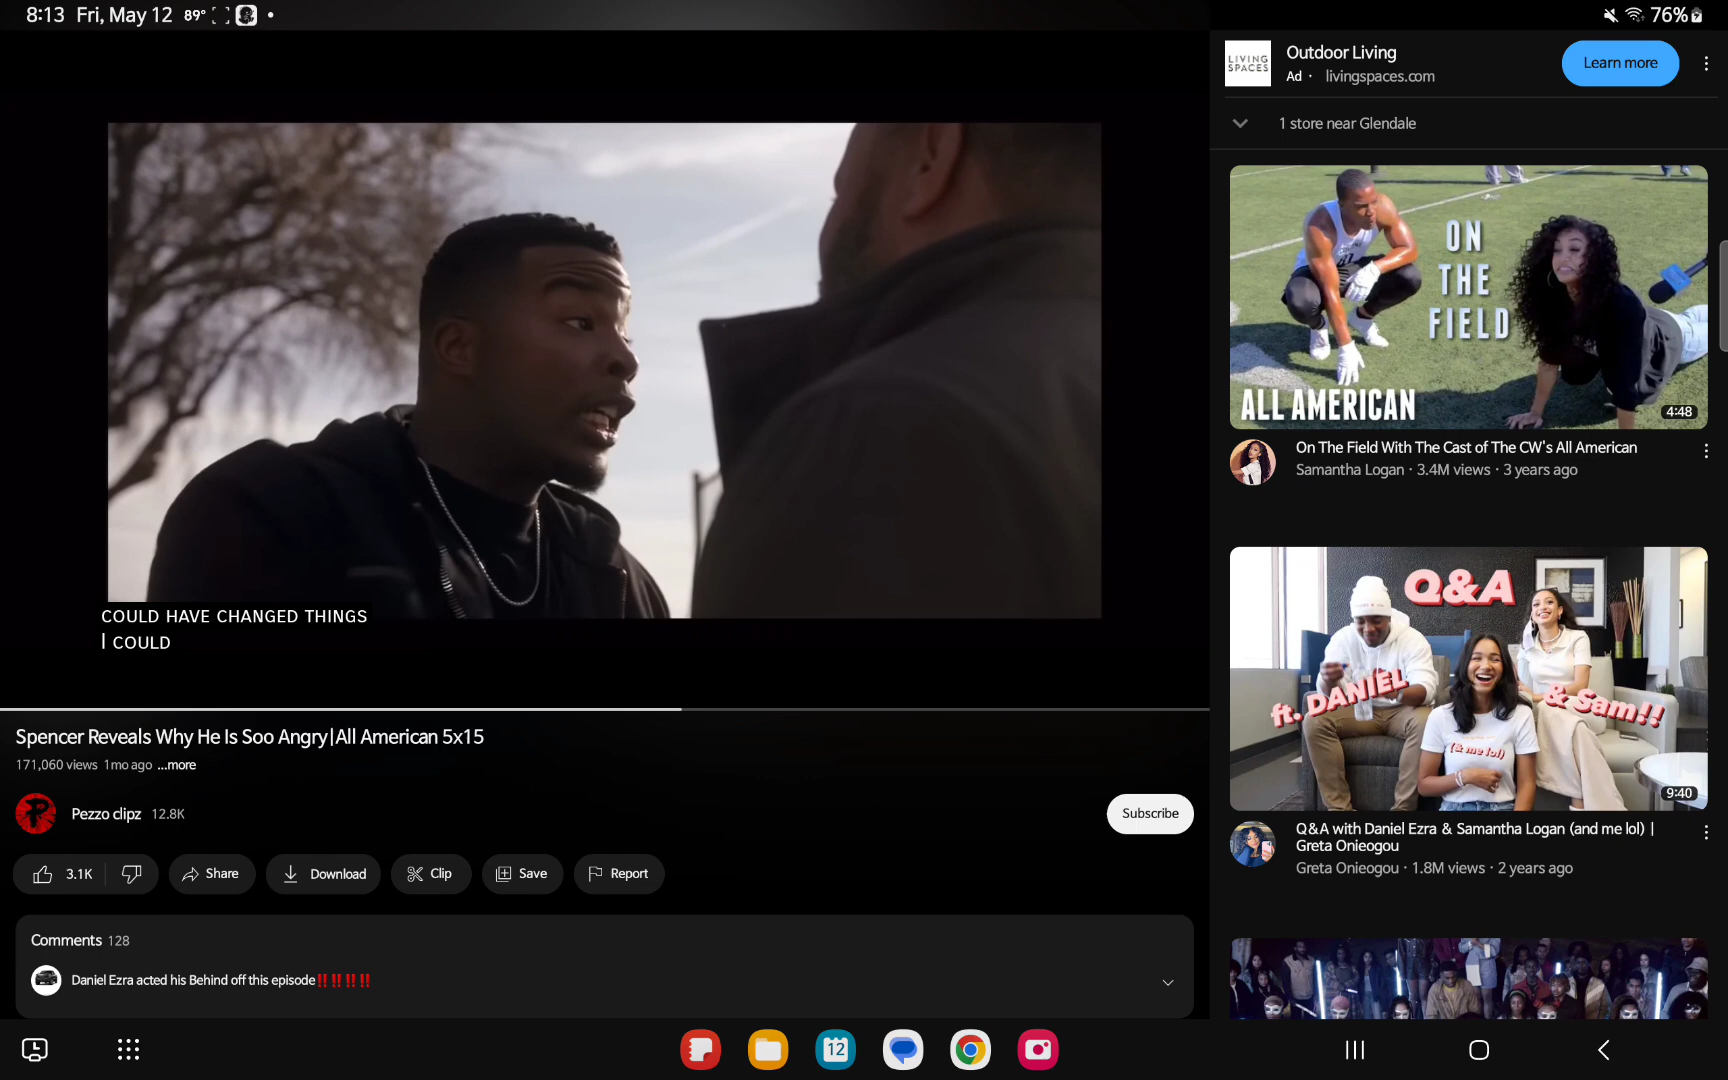 8:13 Fri, May 12 89°
76%
COULD HAVE CHANGED THINGS
I COULD
Spencer Reveals Why He Is Soo Angry|All American 5x15
171,060 views 1mo ago ...more
Pezzo clipz 12.8K
Subscribe
3.1K
Share
Download
Clip
Save
Report
Comments 128
Daniel Ezra acted his Behind off this episode‼️‼️‼️‼️
LIVING
SPACES
Outdoor Living
Ad · livingspaces.com
Learn more
1 store near Glendale
ON
THE
FIELD
ALL AMERICAN
4:48
On The Field With The Cast of The CW's All American
Samantha Logan · 3.4M views · 3 years ago
Q&A
ft. DANIEL
& Sam!!
(& me lol)
9:40
Q&A with Daniel Ezra & Samantha Logan (and me lol) |
Greta Onieogou
Greta Onieogou · 1.8M views · 2 years ago
12